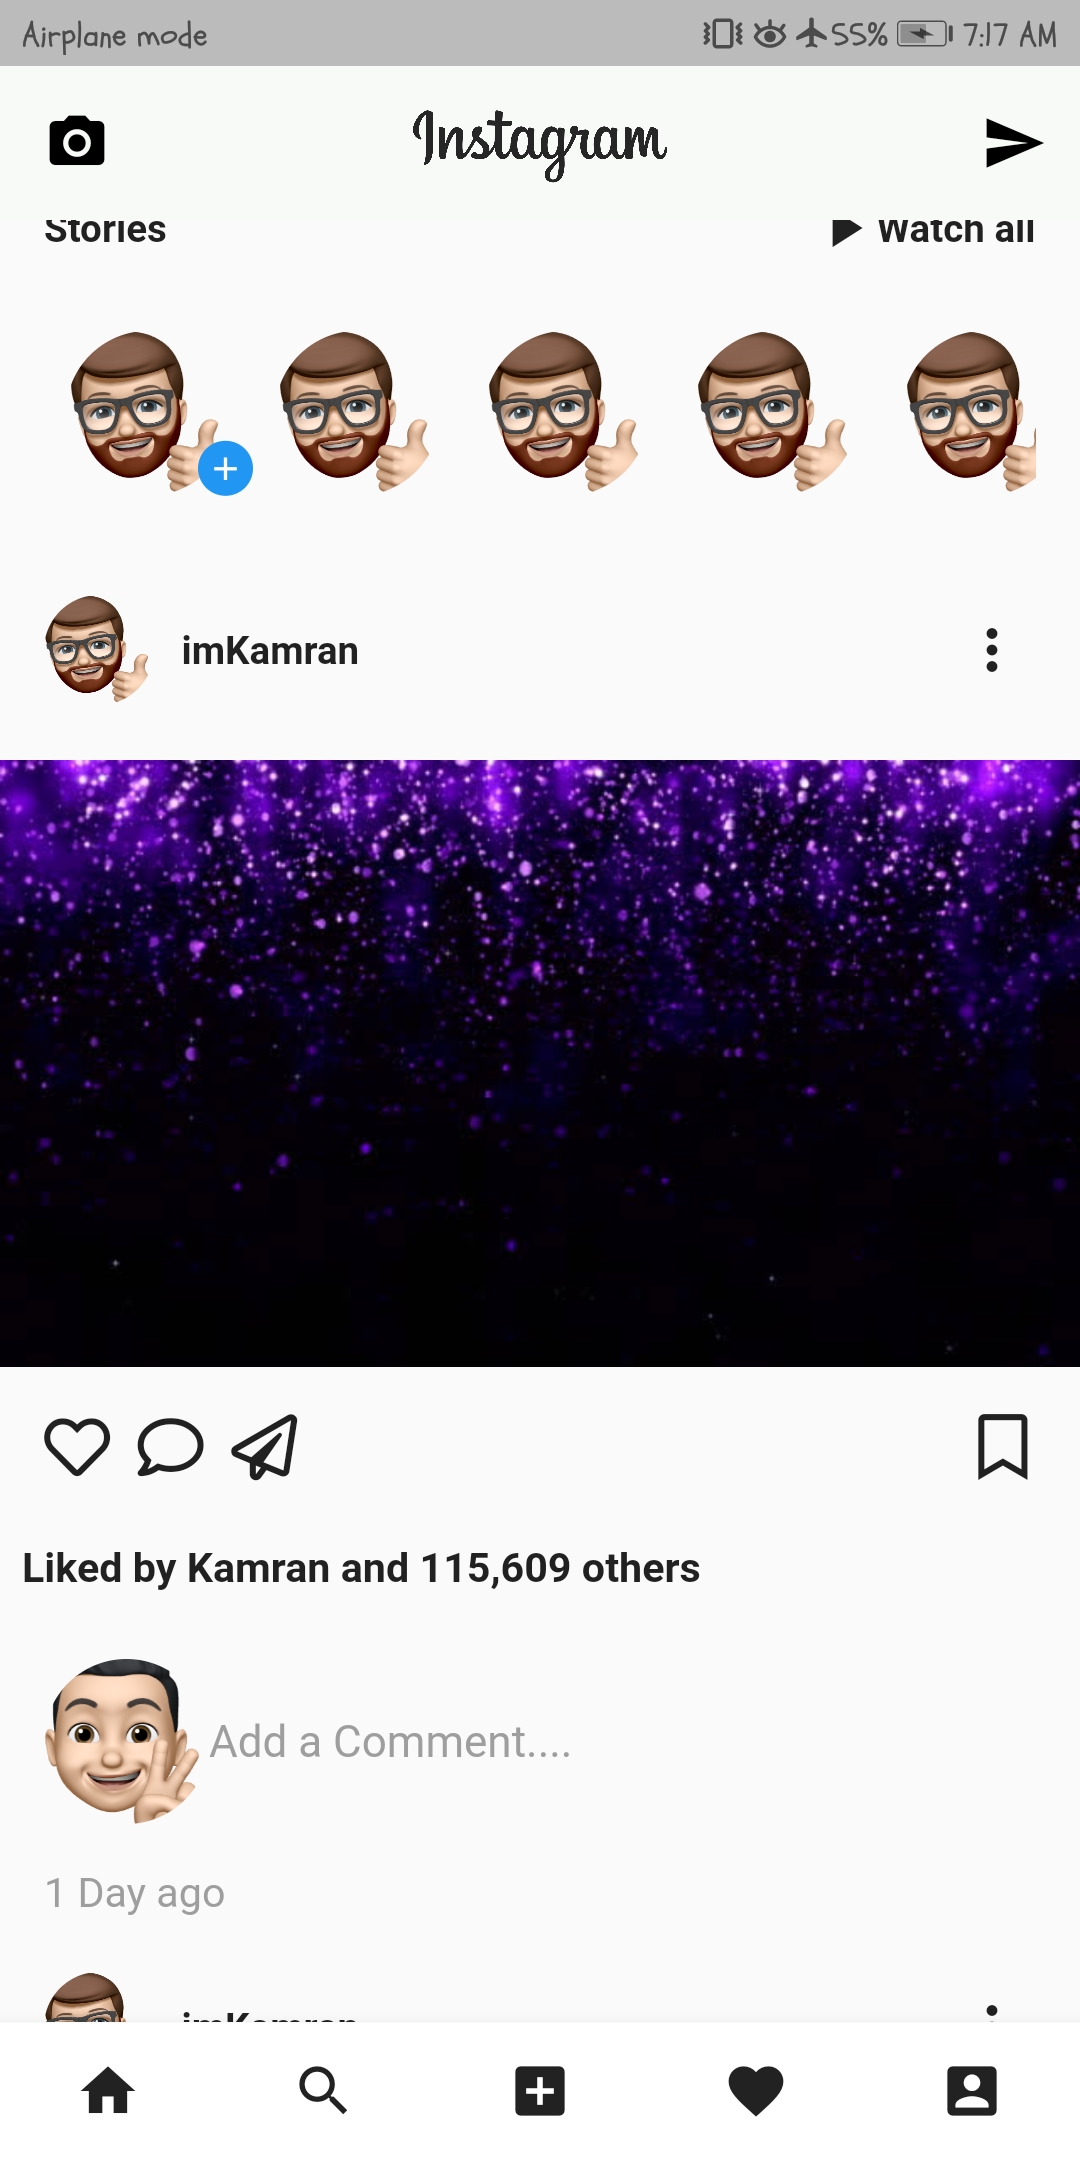 Airplane mode 55% 7:17 AM
Instagram
Stories Watch all
imKamran
Liked by Kamran and 115,609 others
Add a Comment....
1 Day ago
imKamran